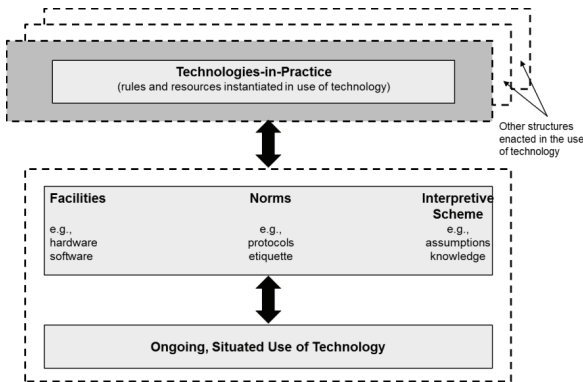 Technologies-in-Practice
(rules and resources instantiated in use of technology)
Other structures
enacted in the use
of technology
Facilities
e.g.,
hardware
software
Norms
e.g.,
protocols
etiquette
Interpretive
Scheme
e.g.,
assumptions
knowledge
Ongoing, Situated Use of Technology